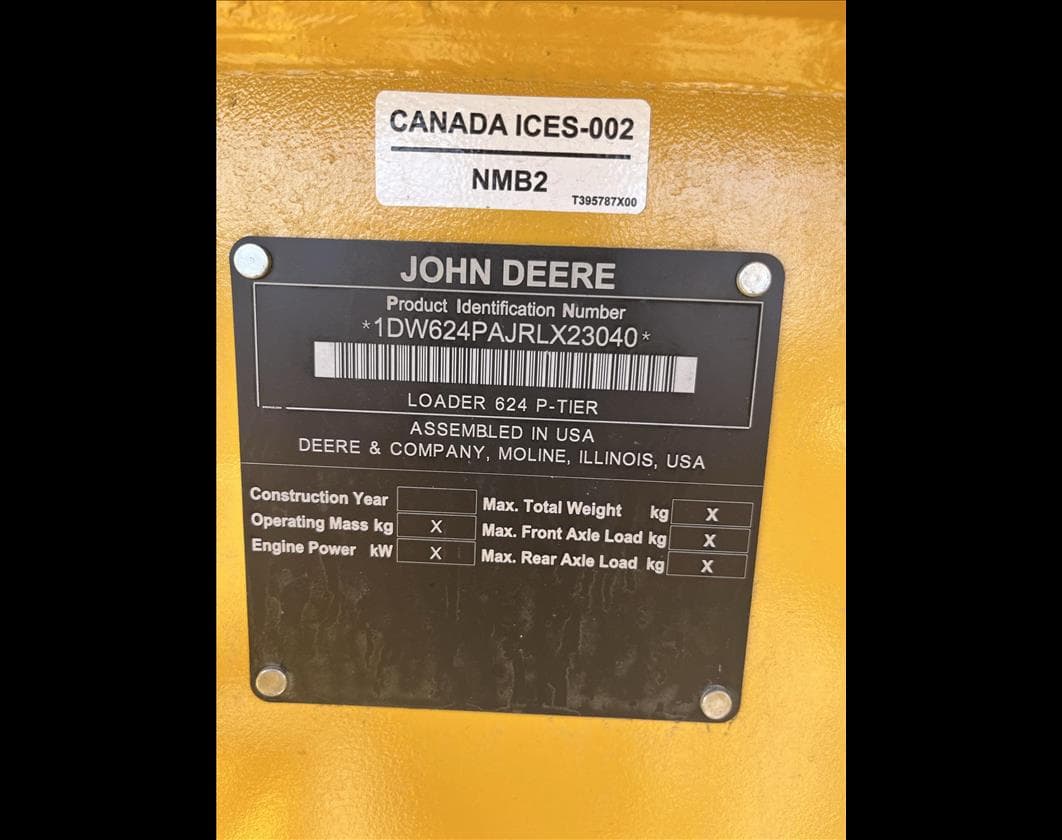 CANADA ICES-002
NMB2
T395787X00
JOHN DEERE
Product Identification Number
*1DW624PAJRLX23040*
LOADER 624 P-TIER
ASSEMBLED IN USA
DEERE & COMPANY, MOLINE, ILLINOIS, USA
Construction Year
Operating Mass kg X
Engine Power kW X
Max. Total Weight kg X
Max. Front Axle Load kg X
Max. Rear Axle Load kg X